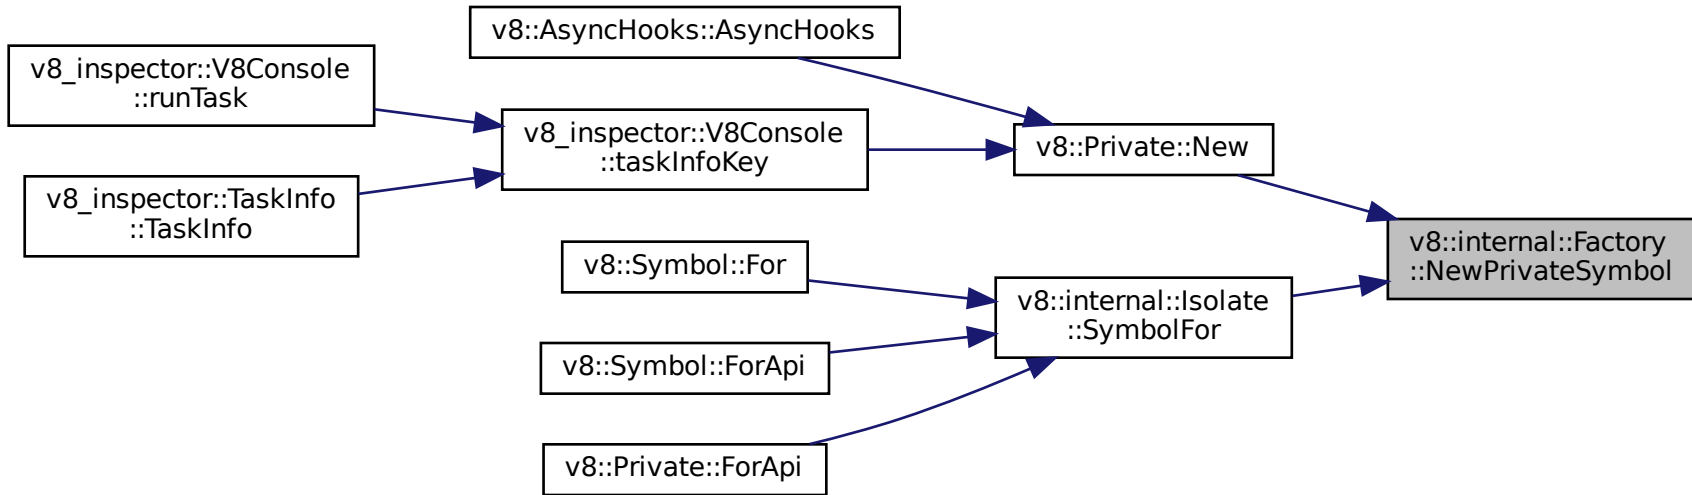 v8::AsyncHooks::AsyncHooks
v8_inspector::V8Console
::runTask
v8_inspector::V8Console
::taskInfoKey
v8::Private::New
v8_inspector::TaskInfo
::TaskInfo
v8::internal::Factory
::NewPrivateSymbol
v8::Symbol::For
v8::internal::Isolate
::SymbolFor
v8::Symbol::ForApi
v8::Private::ForApi